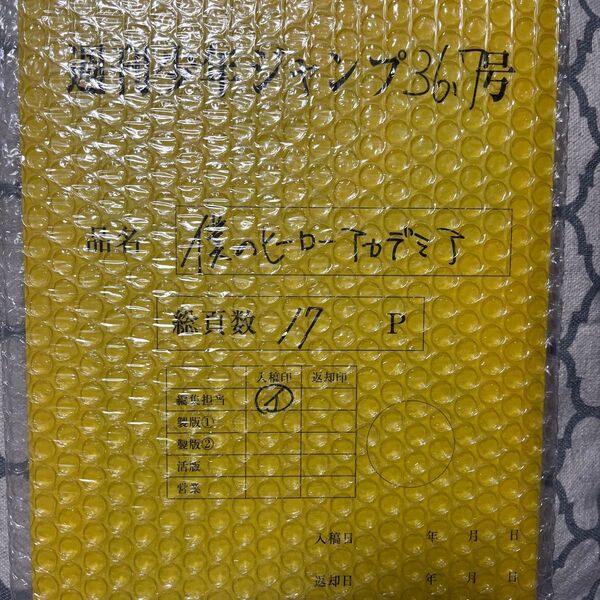 週刊少年ジャンプ36,7号
品名 僕のヒーローアカデミア
総頁数 17 P
入稿印 返却印
編集担当 イ
製版①
製版②
活版
営業
入稿日 年 月 日
返却日 年 月 日